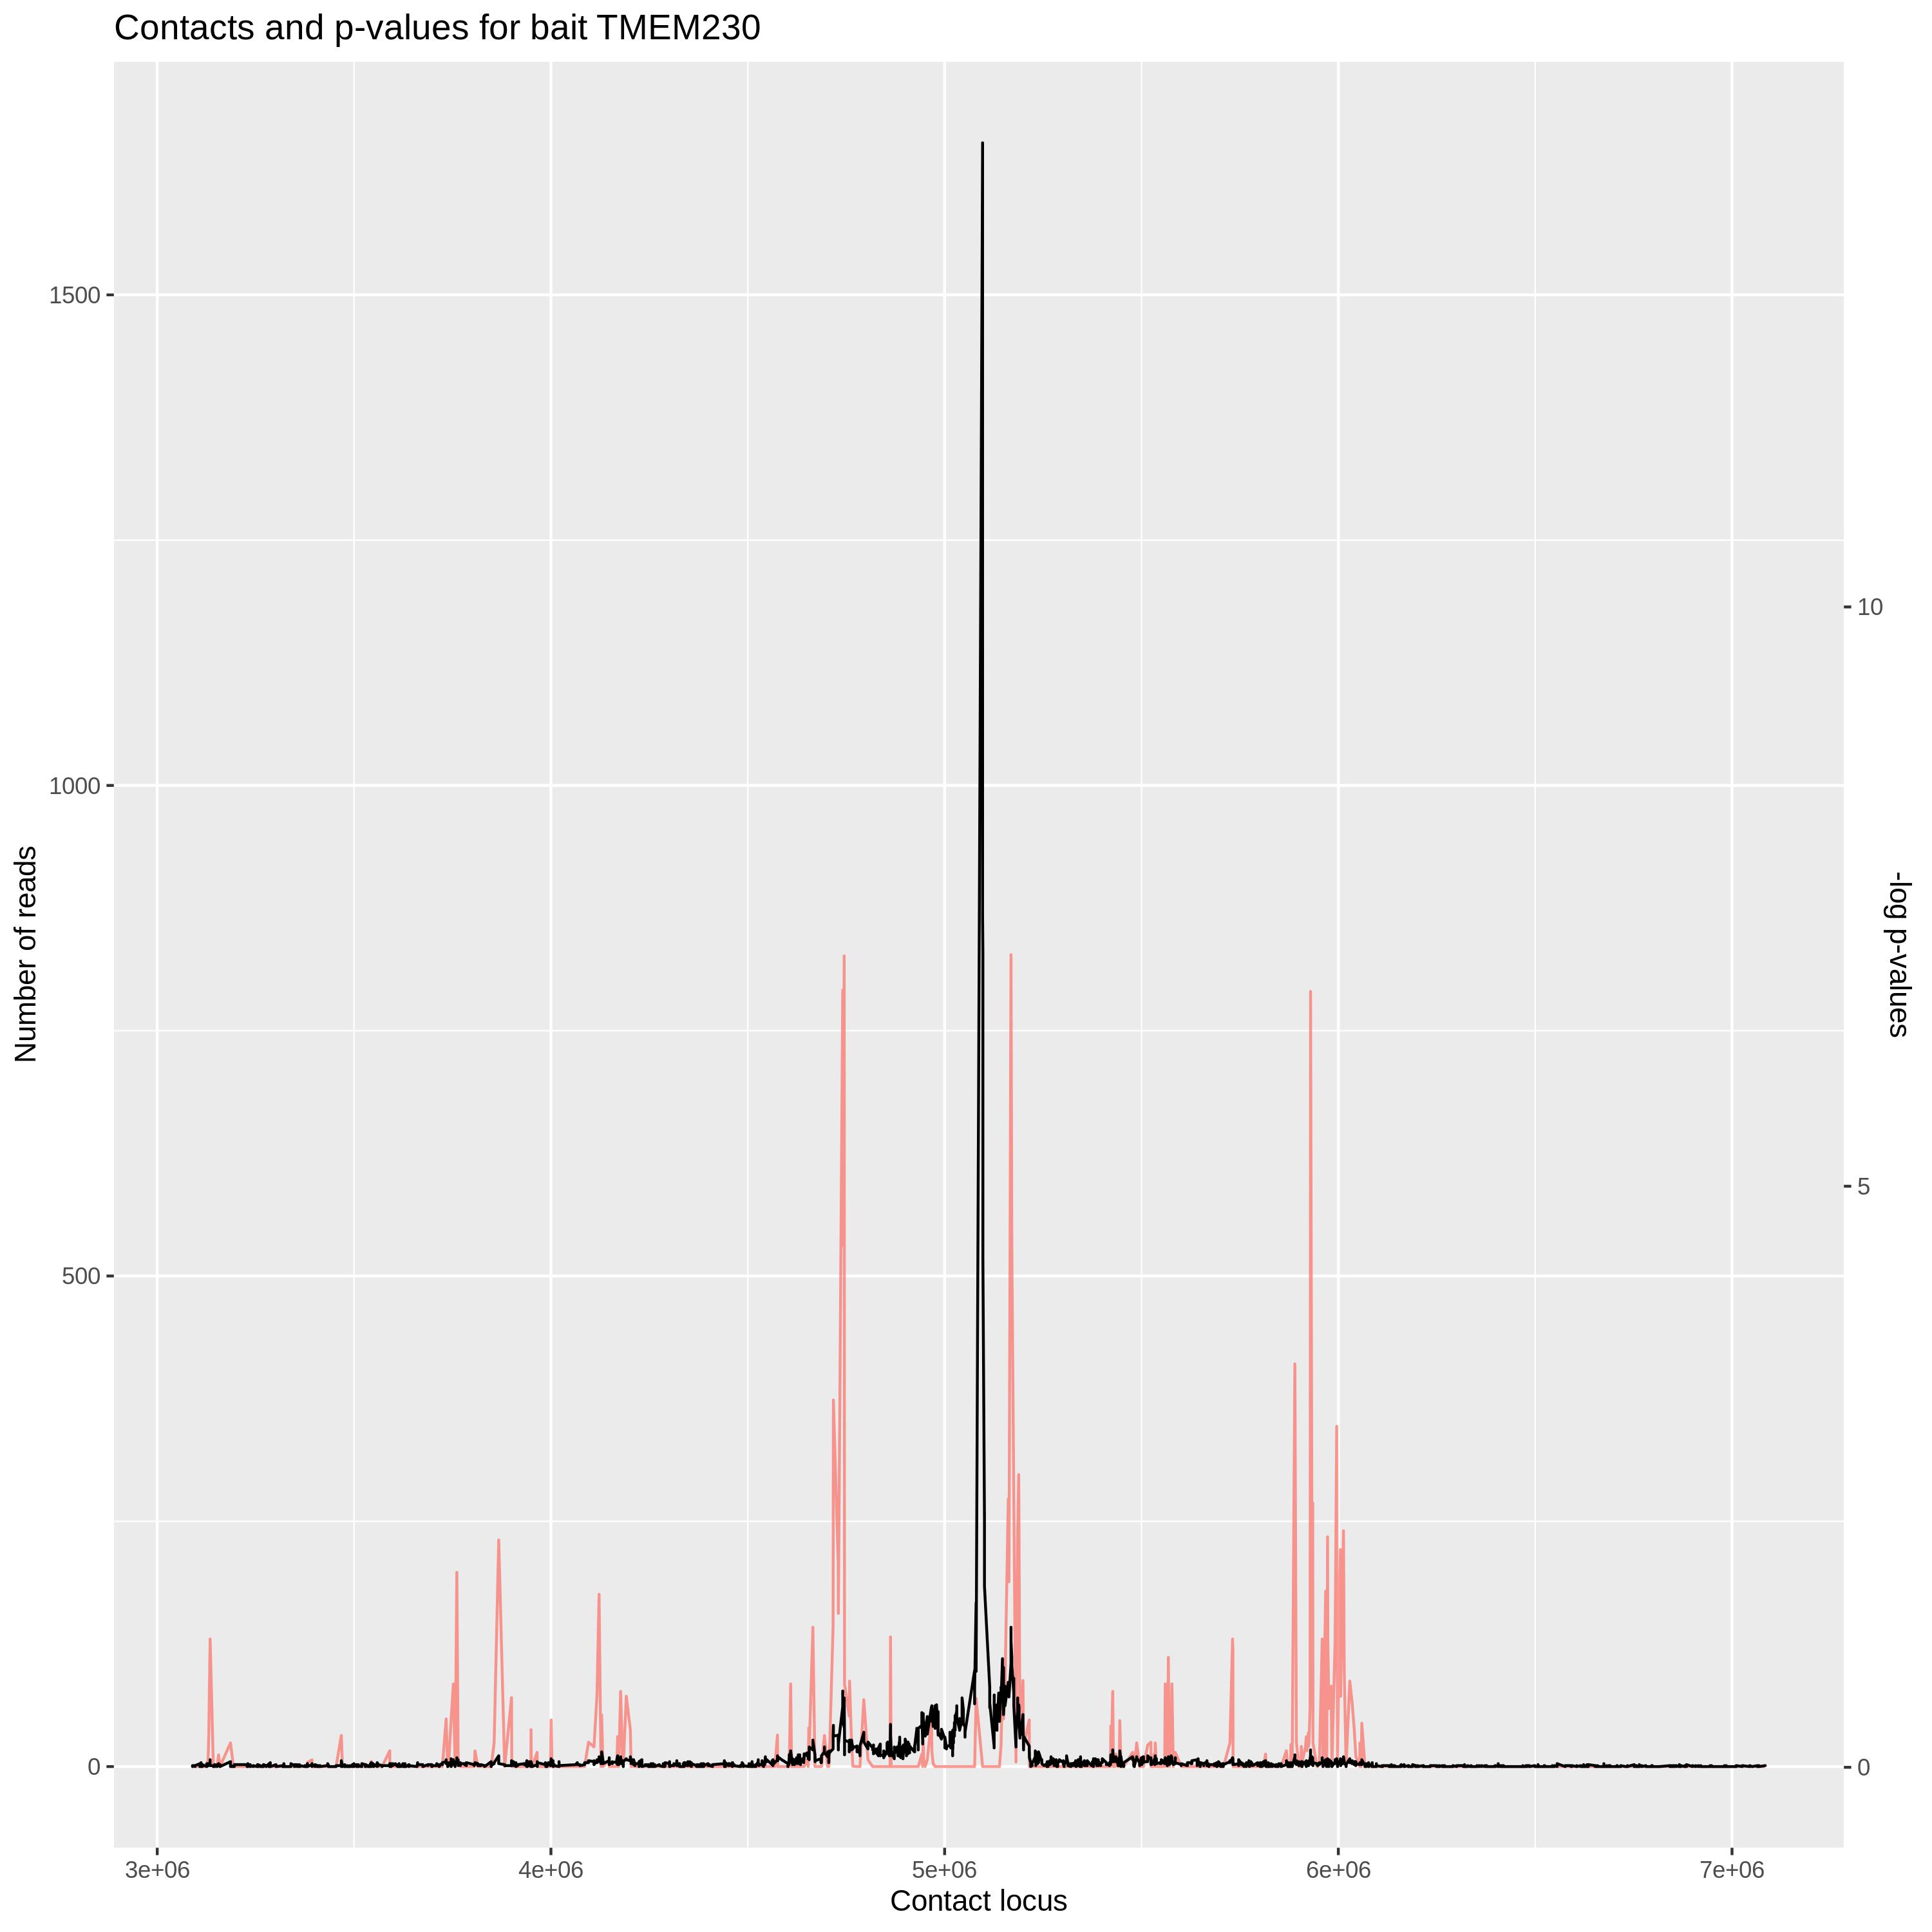 Contacts and p-values for bait TMEM230
1500
1000
500
0
10
5
0
Number of reads
-log p-values
3e+06 4e+06 5e+06 6e+06 7e+06
Contact locus